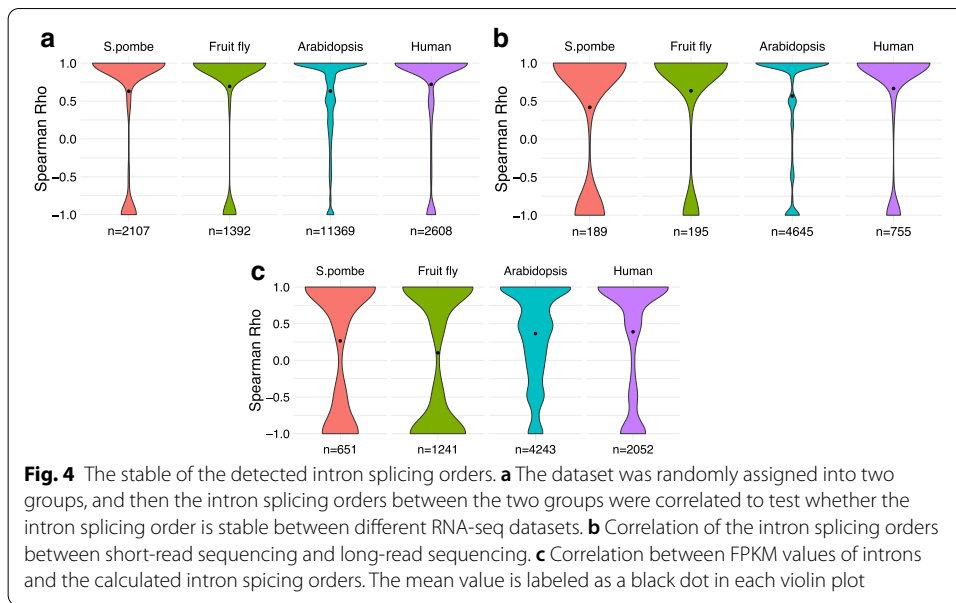 a
S.pombe Fruit fly Arabidopsis Human
Spearman Rho
1.0
0.5
0.0
−0.5
−1.0
n=2107 n=1392 n=11369 n=2608
b
S.pombe Fruit fly Arabidopsis Human
Spearman Rho
1.0
0.5
0.0
−0.5
−1.0
n=189 n=195 n=4645 n=755
c
S.pombe Fruit fly Arabidopsis Human
Spearman Rho
1.0
0.5
0.0
−0.5
−1.0
n=651 n=1241 n=4243 n=2052
Fig. 4 The stable of the detected intron splicing orders. a The dataset was randomly assigned into two
groups, and then the intron splicing orders between the two groups were correlated to test whether the
intron splicing order is stable between different RNA-seq datasets. b Correlation of the intron splicing orders
between short-read sequencing and long-read sequencing. c Correlation between FPKM values of introns
and the calculated intron spicing orders. The mean value is labeled as a black dot in each violin plot